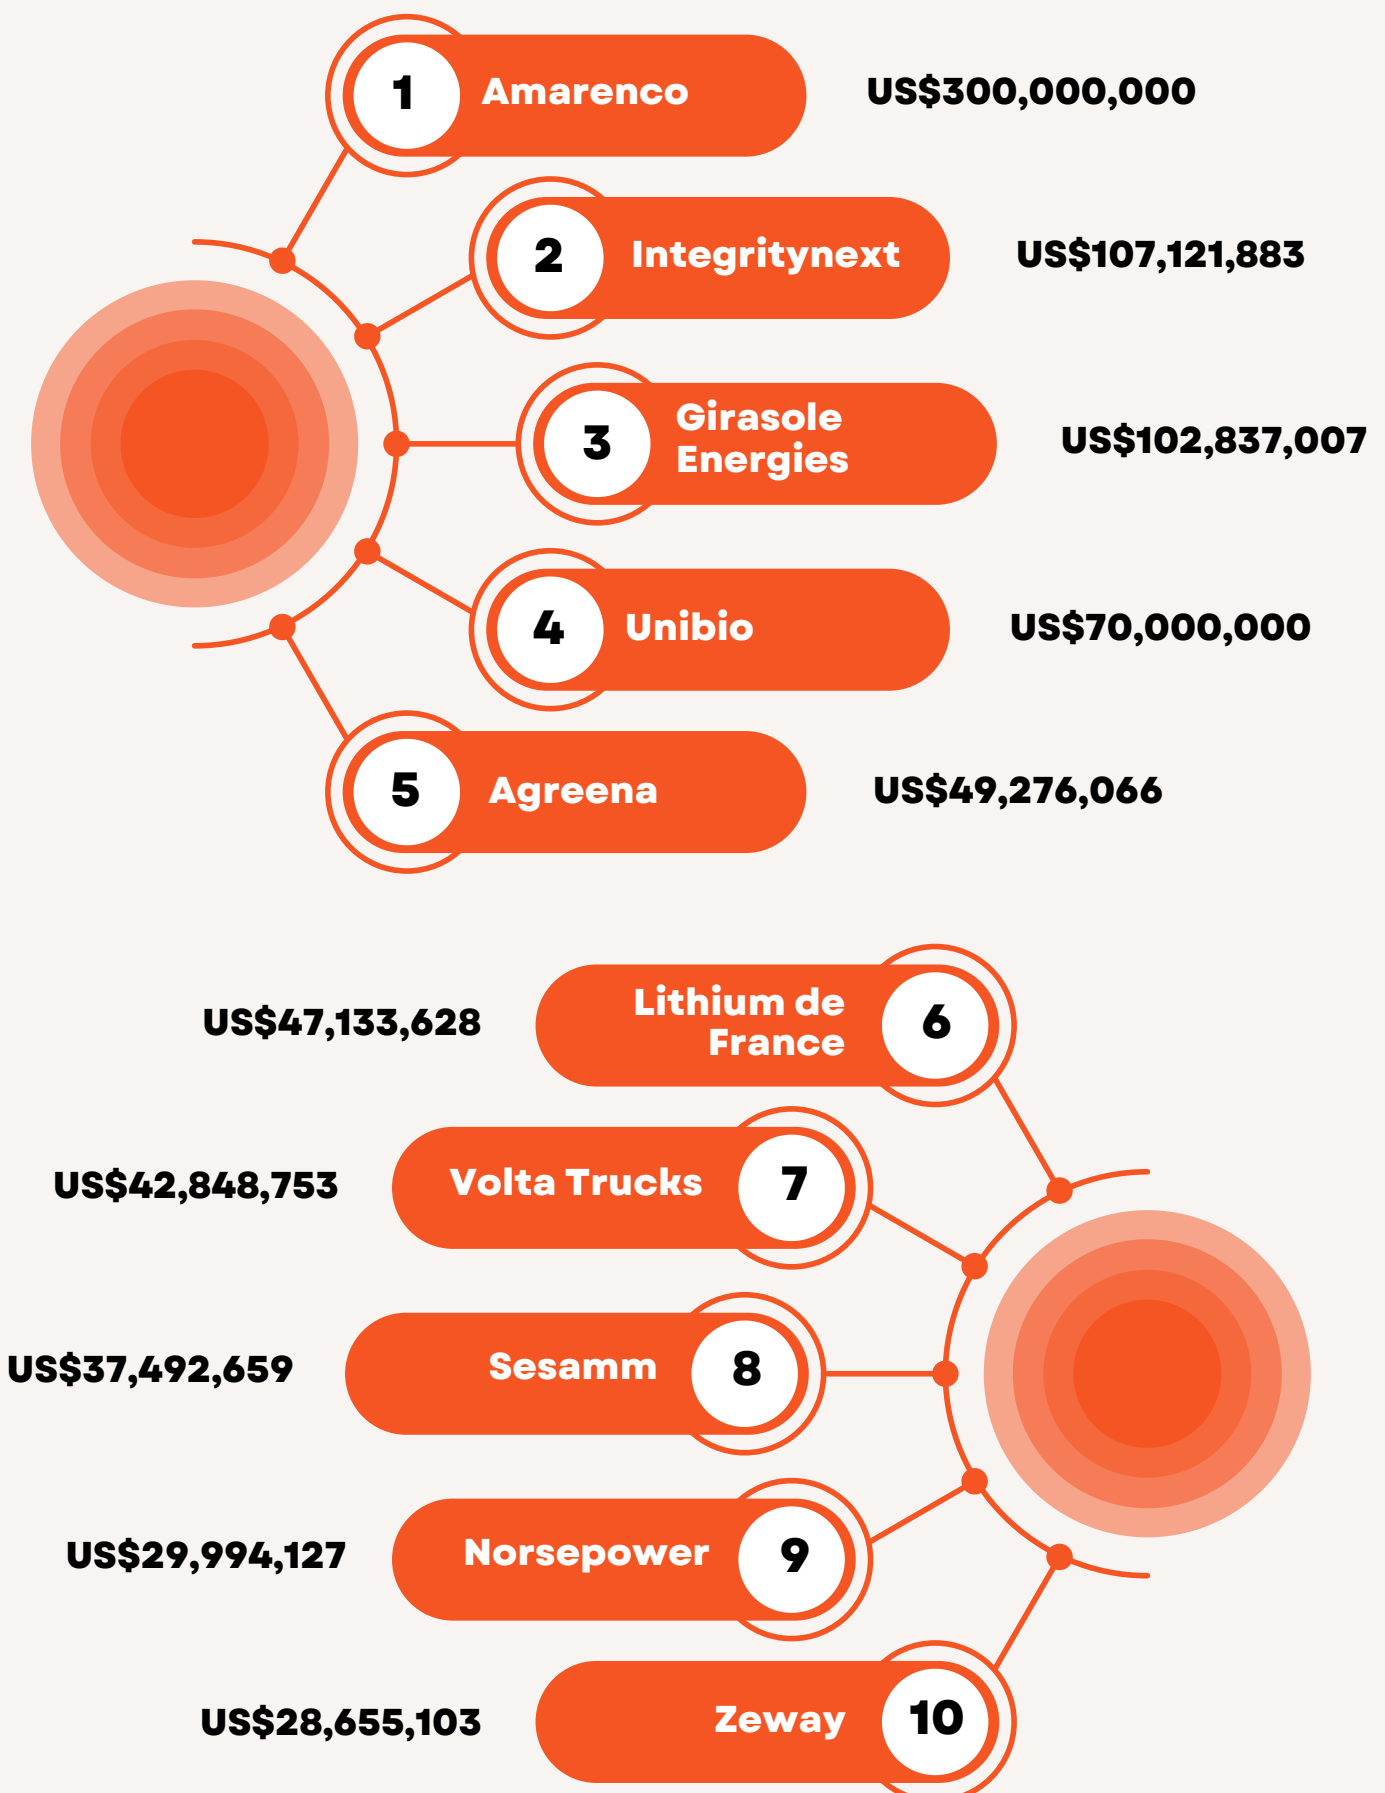 1
Amarenco
US$300,000,000
2
Integritynext
US$107,121,883
3
Girasole
Energies
US$102,837,007
4
Unibio
US$70,000,000
5
Agreena
US$49,276,066
US$47,133,628
Lithium de
France
6
US$42,848,753
Volta Trucks
7
US$37,492,659
Sesamm
8
US$29,994,127
Norsepower
9
US$28,655,103
Zeway
10